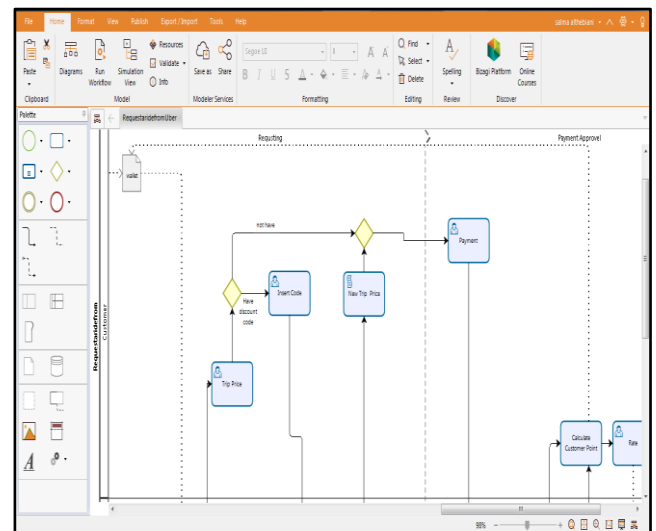 File Home Format View Publish Export/Import Tools Help
salma althebiani
Paste
Diagrams
Run Workflow
Simulation View
Resources
Validate
Info
Save as
Share
Segoe UI
B I U S A
Find
Select
Delete
Spelling
Bizagi Platform
Online Courses
Clipboard
Model
Modeler Services
Formatting
Editing
Review
Discover
Palette
RequestaridefromUber
Requsting
Payment Approvel
wallet
not have
Payment
Insert Code
New Trip Price
Have
discount
code
Trip Price
Requestaridefrom
Customer
Calculate
Customer Point
Rate
A
98%